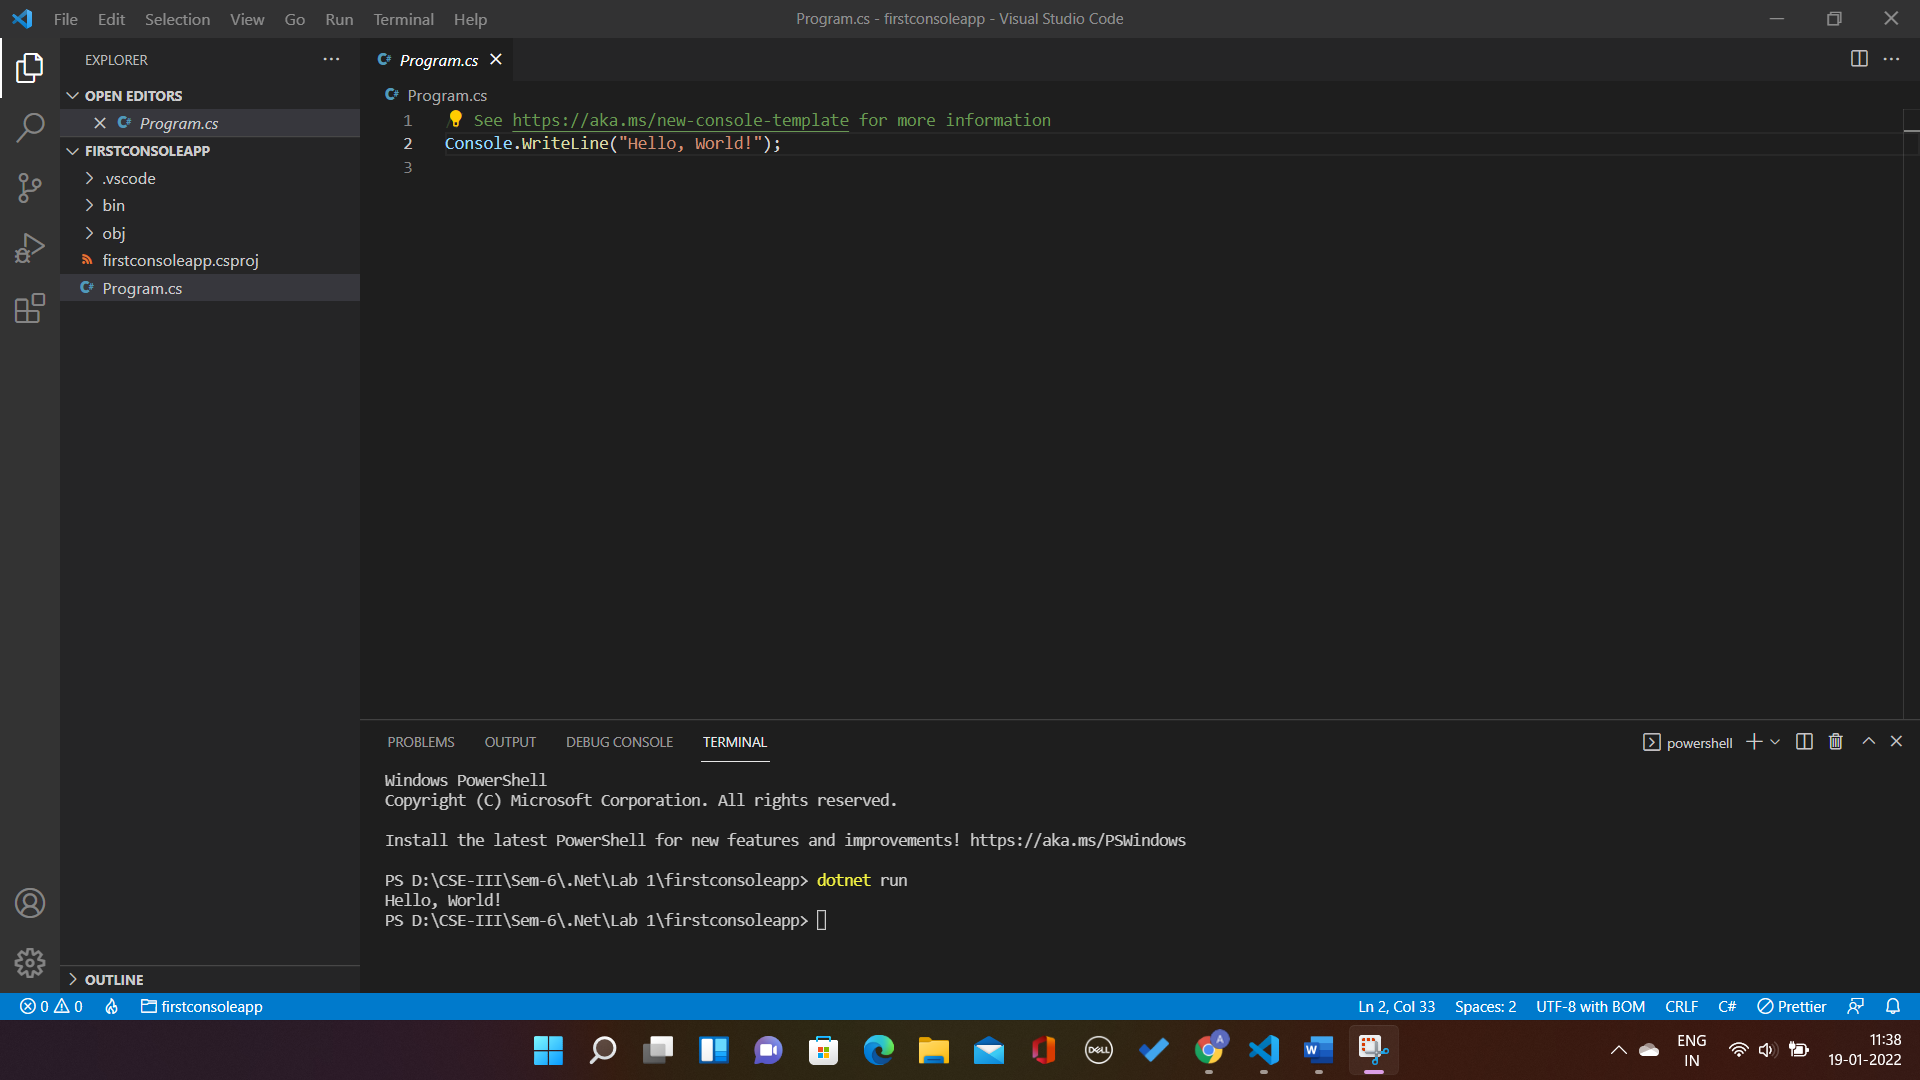 File Edit Selection View Go Run Terminal Help
Program.cs - firstconsoleapp - Visual Studio Code
EXPLORER
OPEN EDITORS
Program.cs
FIRSTCONSOLEAPP
.vscode
bin
obj
firstconsoleapp.csproj
Program.cs
OUTLINE
Program.cs
Program.cs
1 See https://aka.ms/new-console-template for more information
2 Console.WriteLine("Hello, World!");
3
PROBLEMS OUTPUT DEBUG CONSOLE TERMINAL
powershell
Windows PowerShell
Copyright (C) Microsoft Corporation. All rights reserved.
Install the latest PowerShell for new features and improvements! https://aka.ms/PSWindows
PS D:\CSE-III\Sem-6\.Net\Lab 1\firstconsoleapp> dotnet run
Hello, World!
PS D:\CSE-III\Sem-6\.Net\Lab 1\firstconsoleapp>
0 0 firstconsoleapp
Ln 2, Col 33 Spaces: 2 UTF-8 with BOM CRLF C# Prettier
DELL
A
W
ENG
IN
11:38
19-01-2022